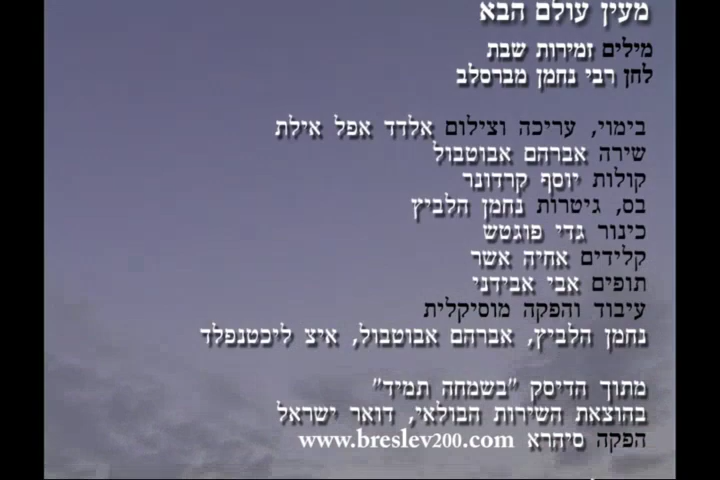 מעין עולם הבא
מילים זמירות שבת
לחן רבי נחמן מברסלב
בימוי, עריכה וצילום אלדד אפל אילת
שירה אברהם אבוטבול
קולות יוסף קרדונר
בס, גיטרות נחמן הלביץ
כינור גדי פוגטש
קלידים אחיה אשר
תופים אבי אבידני
עיבוד והפקה מוסיקלית
נחמן הלביץ, אברהם אבוטבול, איצ ליכטנפלד
מתוך הדיסק "בשמחה תמיד"
בהוצאת השירות הבולאי, דואר ישראל
הפקה סיהרא www.breslev200.com